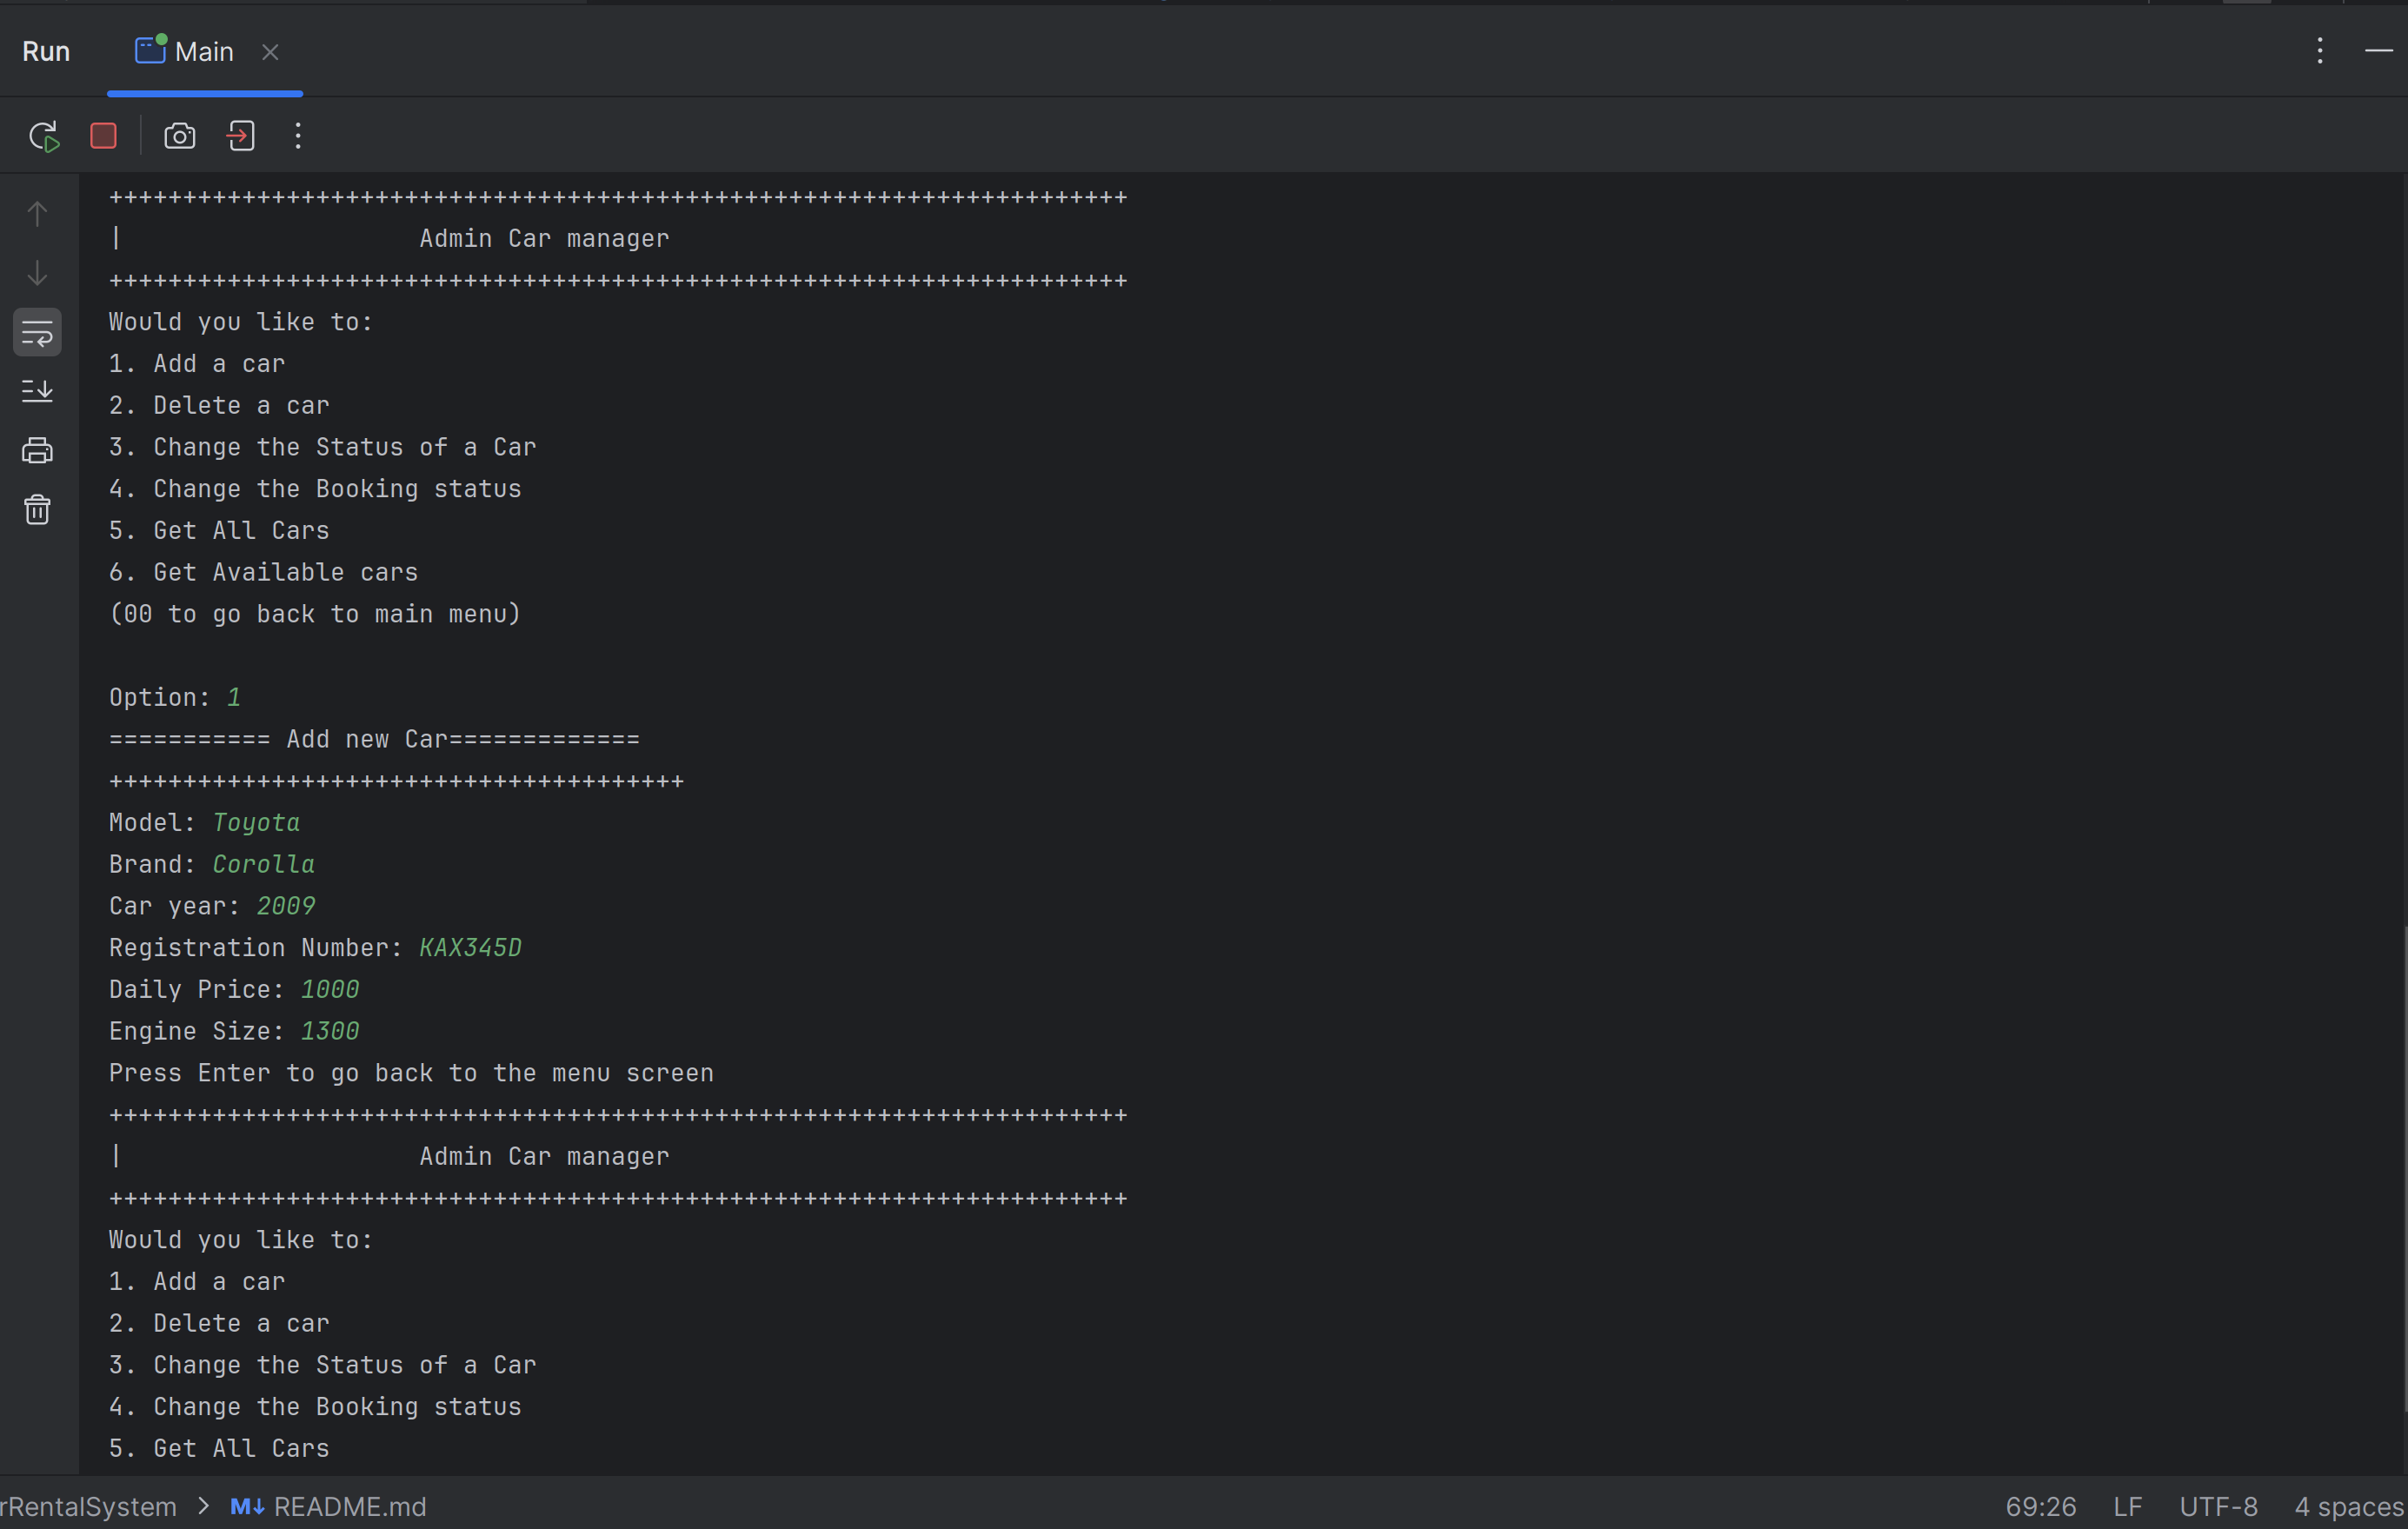 Run Main
+++++++++++++++++++++++++++++++++++++++++++++++++++++++++++++++++++++
| Admin Car manager
+++++++++++++++++++++++++++++++++++++++++++++++++++++++++++++++++++++
Would you like to:
1. Add a car
2. Delete a car
3. Change the Status of a Car
4. Change the Booking status
5. Get All Cars
6. Get Available cars
(00 to go back to main menu)
Option: 1
=========== Add new Car=============
+++++++++++++++++++++++++++++++++++++++
Model: Toyota
Brand: Corolla
Car year: 2009
Registration Number: KAX345D
Daily Price: 1000
Engine Size: 1300
Press Enter to go back to the menu screen
+++++++++++++++++++++++++++++++++++++++++++++++++++++++++++++++++++++
| Admin Car manager
+++++++++++++++++++++++++++++++++++++++++++++++++++++++++++++++++++++
Would you like to:
1. Add a car
2. Delete a car
3. Change the Status of a Car
4. Change the Booking status
5. Get All Cars
rRentalSystem > M↓ README.md 69:26 LF UTF-8 4 spaces